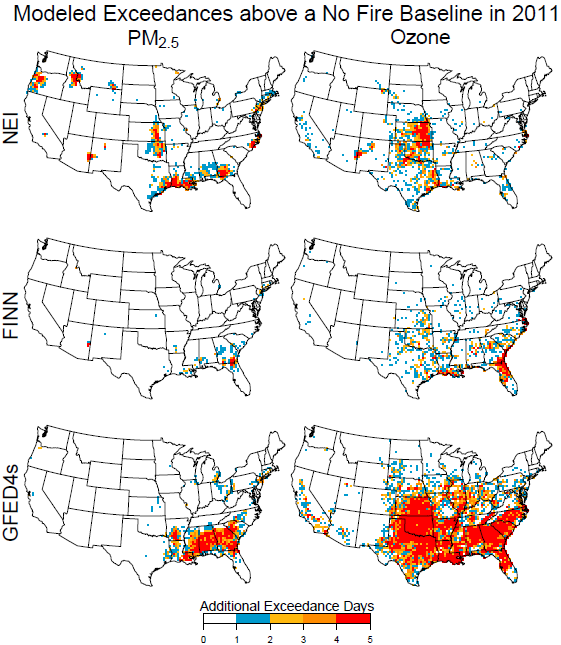 Modeled Exceedances above a No Fire Baseline in 2011
PM2.5
Ozone
NEI
FINN
GFED4s
Additional Exceedance Days
0 1 2 3 4 5